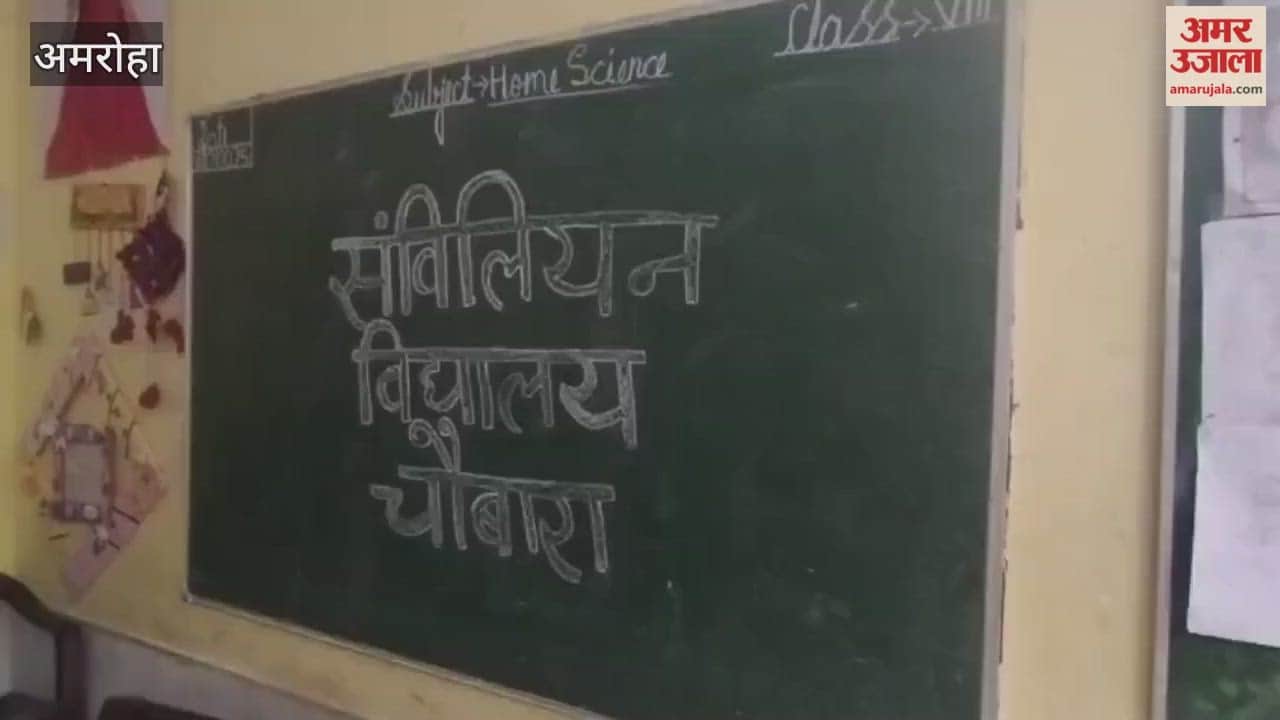 अमरोहा
अमर
उजाला
amarujala.com
Class→VIII
Subject→Home Science
संविलियन
विद्यालय
चौबारा